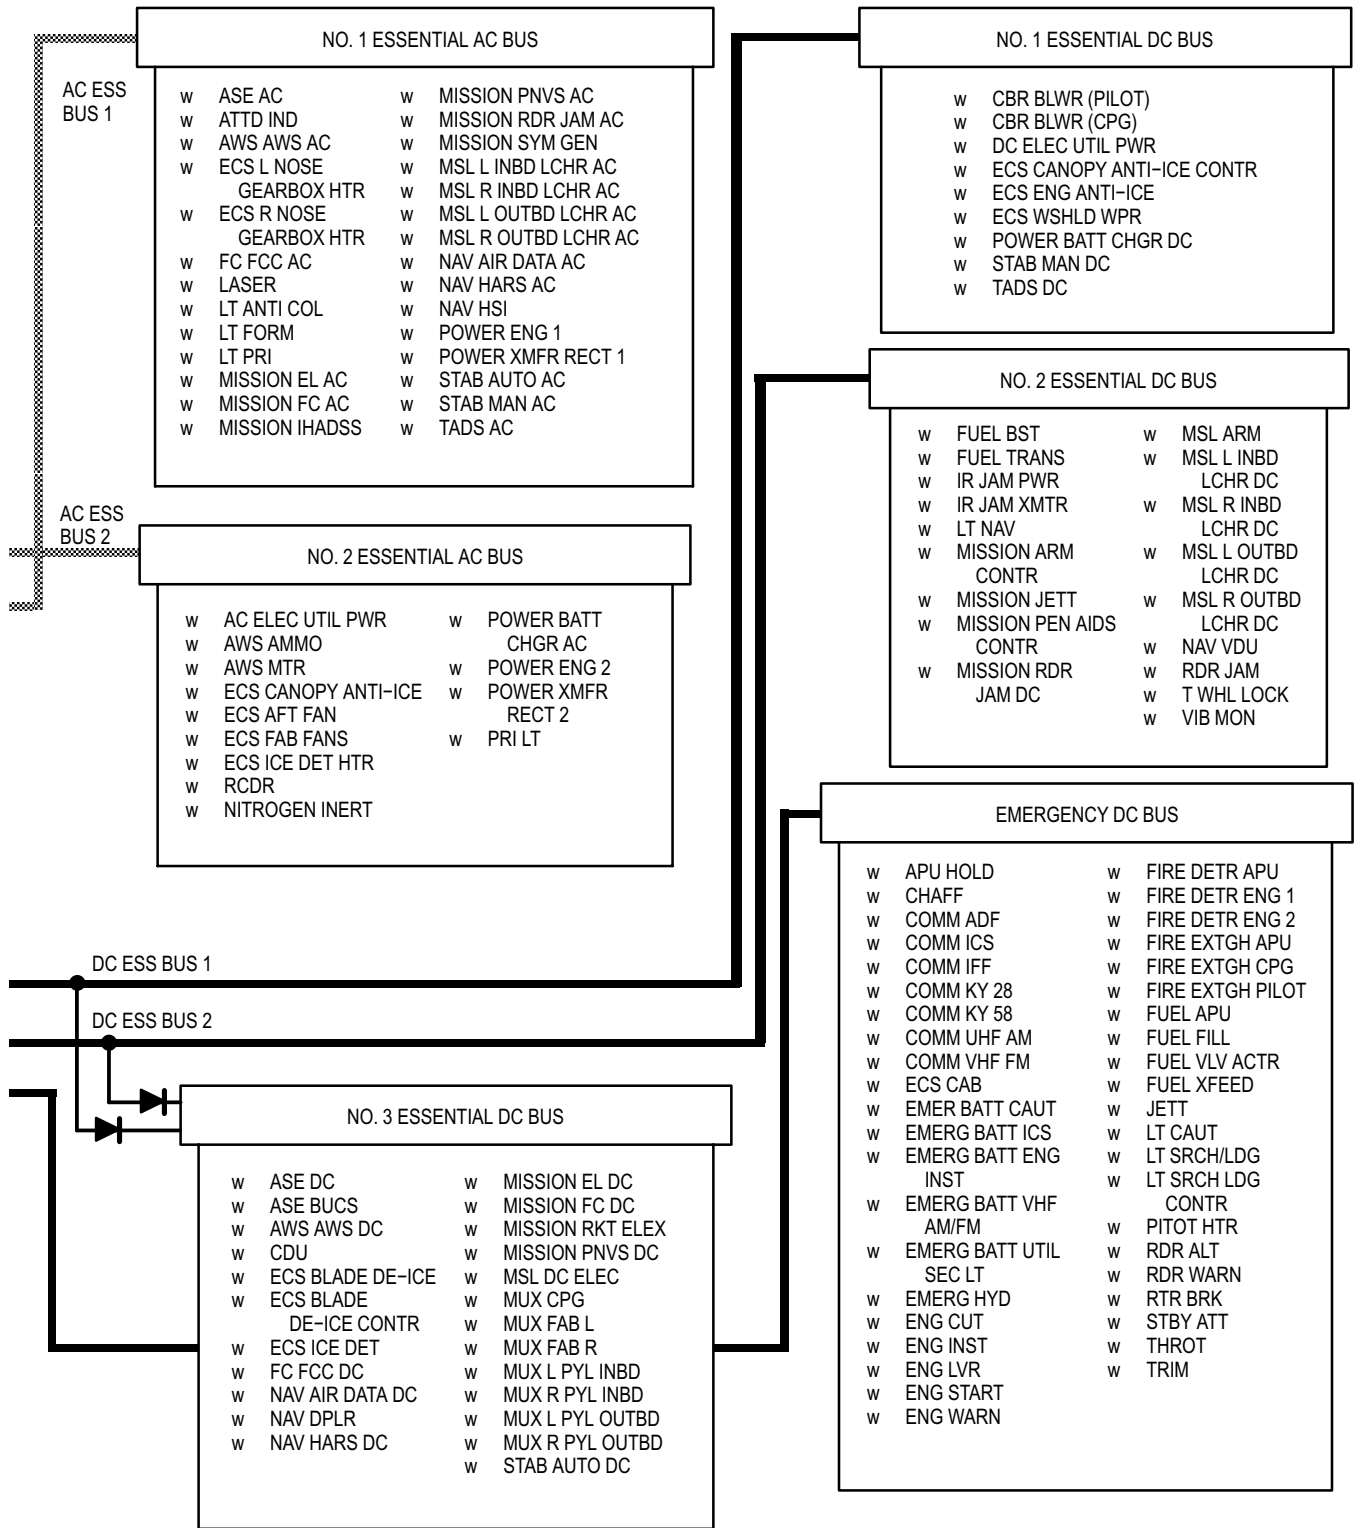 NO. 1 ESSENTIAL AC BUS
AC ESS
BUS 1
w ASE AC
w ATTD IND
w AWS AWS AC
w ECS L NOSE
GEARBOX HTR
w ECS R NOSE
GEARBOX HTR
w FC FCC AC
w LASER
w LT ANTI COL
w LT FORM
w LT PRI
w MISSION EL AC
w MISSION FC AC
w MISSION IHADSS
w MISSION PNVS AC
w MISSION RDR JAM AC
w MISSION SYM GEN
w MSL L INBD LCHR AC
w MSL R INBD LCHR AC
w MSL L OUTBD LCHR AC
w MSL R OUTBD LCHR AC
w NAV AIR DATA AC
w NAV HARS AC
w NAV HSI
w POWER ENG 1
w POWER XMFR RECT 1
w STAB AUTO AC
w STAB MAN AC
w TADS AC
AC ESS
BUS 2
NO. 2 ESSENTIAL AC BUS
w AC ELEC UTIL PWR
w AWS AMMO
w AWS MTR
w ECS CANOPY ANTI−ICE
w ECS AFT FAN
w ECS FAB FANS
w ECS ICE DET HTR
w RCDR
w NITROGEN INERT
w POWER BATT
CHGR AC
w POWER ENG 2
w POWER XMFR
RECT 2
w PRI LT
DC ESS BUS 1
DC ESS BUS 2
NO. 3 ESSENTIAL DC BUS
w ASE DC
w ASE BUCS
w AWS AWS DC
w CDU
w ECS BLADE DE−ICE
w ECS BLADE
DE−ICE CONTR
w ECS ICE DET
w FC FCC DC
w NAV AIR DATA DC
w NAV DPLR
w NAV HARS DC
w MISSION EL DC
w MISSION FC DC
w MISSION RKT ELEX
w MISSION PNVS DC
w MSL DC ELEC
w MUX CPG
w MUX FAB L
w MUX FAB R
w MUX L PYL INBD
w MUX R PYL INBD
w MUX L PYL OUTBD
w MUX R PYL OUTBD
w STAB AUTO DC
NO. 1 ESSENTIAL DC BUS
w CBR BLWR (PILOT)
w CBR BLWR (CPG)
w DC ELEC UTIL PWR
w ECS CANOPY ANTI−ICE CONTR
w ECS ENG ANTI−ICE
w ECS WSHLD WPR
w POWER BATT CHGR DC
w STAB MAN DC
w TADS DC
NO. 2 ESSENTIAL DC BUS
w FUEL BST
w FUEL TRANS
w IR JAM PWR
w IR JAM XMTR
w LT NAV
w MISSION ARM
CONTR
w MISSION JETT
w MISSION PEN AIDS
CONTR
w MISSION RDR
JAM DC
w MSL ARM
w MSL L INBD
LCHR DC
w MSL R INBD
LCHR DC
w MSL L OUTBD
LCHR DC
w MSL R OUTBD
LCHR DC
w NAV VDU
w RDR JAM
w T WHL LOCK
w VIB MON
EMERGENCY DC BUS
w APU HOLD
w CHAFF
w COMM ADF
w COMM ICS
w COMM IFF
w COMM KY 28
w COMM KY 58
w COMM UHF AM
w COMM VHF FM
w ECS CAB
w EMER BATT CAUT
w EMERG BATT ICS
w EMERG BATT ENG
INST
w EMERG BATT VHF
AM/FM
w EMERG BATT UTIL
SEC LT
w EMERG HYD
w ENG CUT
w ENG INST
w ENG LVR
w ENG START
w ENG WARN
w FIRE DETR APU
w FIRE DETR ENG 1
w FIRE DETR ENG 2
w FIRE EXTGH APU
w FIRE EXTGH CPG
w FIRE EXTGH PILOT
w FUEL APU
w FUEL FILL
w FUEL VLV ACTR
w FUEL XFEED
w JETT
w LT CAUT
w LT SRCH/LDG
w LT SRCH LDG
CONTR
w PITOT HTR
w RDR ALT
w RDR WARN
w RTR BRK
w STBY ATT
w THROT
w TRIM